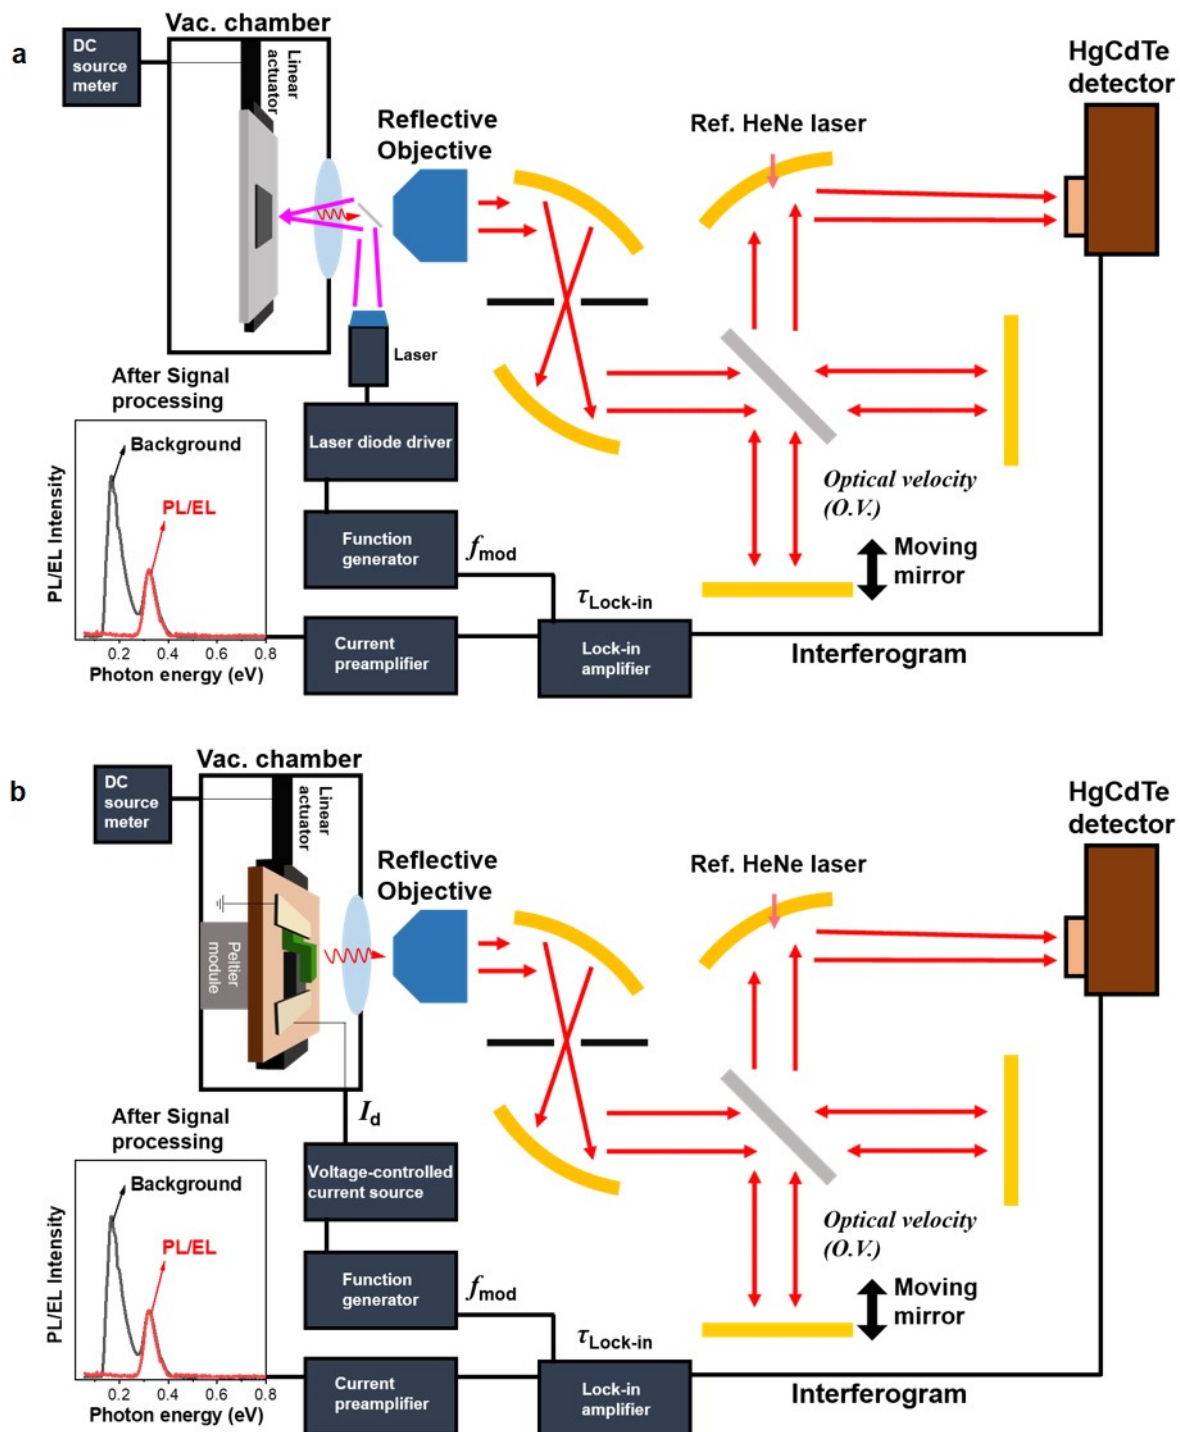 a
Vac. chamber
DC
source
meter
Linear
actuator
Reflective
Objective
Ref. HeNe laser
HgCdTe
detector
Laser
After Signal
processing
Background
PL/EL
PL/EL Intensity
0.2 0.4 0.6 0.8
Photon energy (eV)
Laser diode driver
Function
generator
fmod
Current
preamplifier
τLock-in
Lock-in
amplifier
Optical velocity
(O.V.)
Moving
mirror
Interferogram
b
Vac. chamber
DC
source
meter
Linear
actuator
Peltier
module
Reflective
Objective
Ref. HeNe laser
HgCdTe
detector
Id
After Signal
processing
Background
PL/EL
PL/EL Intensity
0.2 0.4 0.6 0.8
Photon energy (eV)
Voltage-controlled
current source
Function
generator
fmod
Current
preamplifier
τLock-in
Lock-in
amplifier
Optical velocity
(O.V.)
Moving
mirror
Interferogram